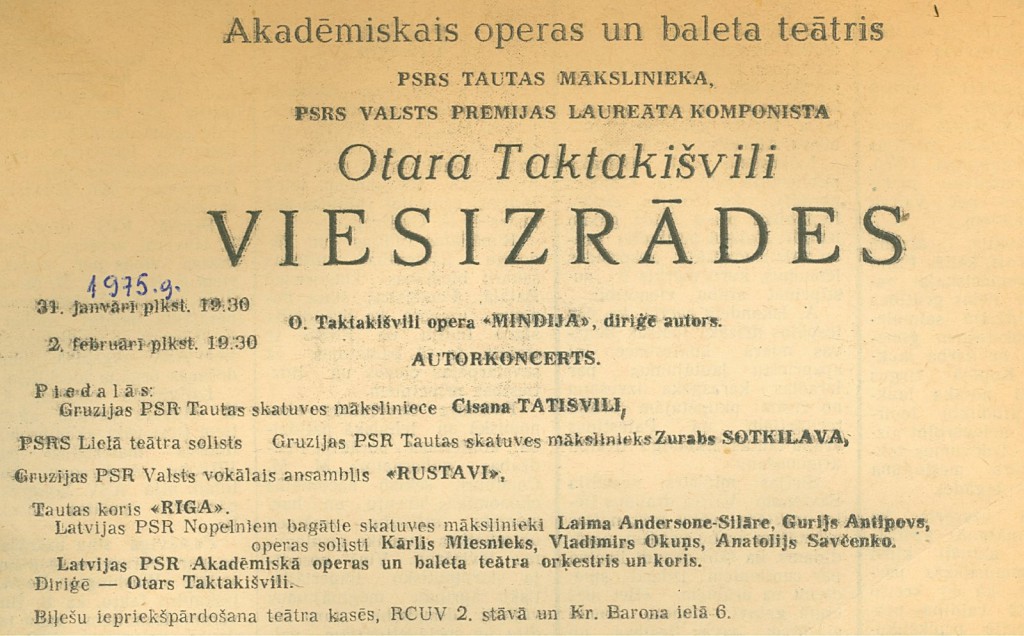 Akadēmiskais operas un baleta teātris
PSRS TAUTAS MĀKSLINIEKA,
PSRS VALSTS PRĒMIJAS LAUREĀTA KOMPONISTA
Otara Taktakišvili
VIESIZRĀDES
1975.g.
31. janvārī plkst. 19.30
O. Taktakišvili opera «MINDIJA», diriģē autors.
2. februārī plkst. 19.30
AUTORKONCERTS.
Piedalās:
Gruzijas PSR Tautas skatuves māksliniece Cisana TATISVILI,
PSRS Lielā teātra solists Gruzijas PSR Tautas skatuves mākslinieks Zurabs SOTKILAVA,
Gruzijas PSR Valsts vokālais ansamblis «RUSTAVI»,
Tautas koris «RIGA».
Latvijas PSR Nopelniem bagātie skatuves mākslinieki Laima Andersone-Silāre, Gurijs Antipovs,
operas solisti Kārlis Miesnieks, Vladimirs Okuņs, Anatolijs Savčenko.
Latvijas PSR Akadēmiskā operas un baleta teātra orķestris un koris.
Diriģē — Otars Taktakišvili.
Biļešu iepriekšpārdošana teātra kasēs, RCUV 2. stāvā un Kr. Barona ielā 6.